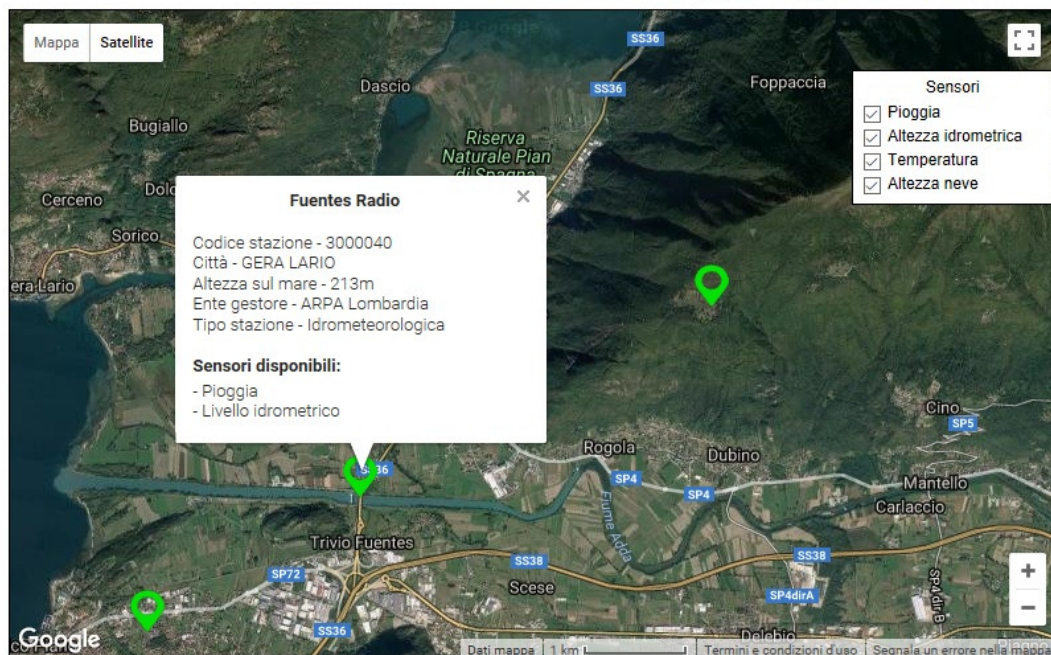 Google
Mappa
Satellite
SS36
Dascio
SS36
Foppaccia
Sensori
Pioggia
Altezza idrometrica
Temperatura
Altezza neve
Bugiallo
Riserva
Naturale Pian
di Spagna
Cerceno
Sorico
era Lario
Fuentes Radio
Codice stazione - 3000040
Città - GERA LARIO
Altezza sul mare - 213m
Ente gestore - ARPA Lombardia
Tipo stazione - Idrometeorologica
Sensori disponibili:
- Pioggia
- Livello idrometrico
Cino
SP5
Rogola
Dubino
SS36
SP4
SP4
Mantello
Carlaccio
Fiume Adda
Trivio Fuentes
SS38
SS38
SP72
Scese
SP4dirA
SP4 dir B
SS36
Delebio
Google
Dati mappa
1 km
Termini e condizioni d'uso
Segnala un errore nella mappa